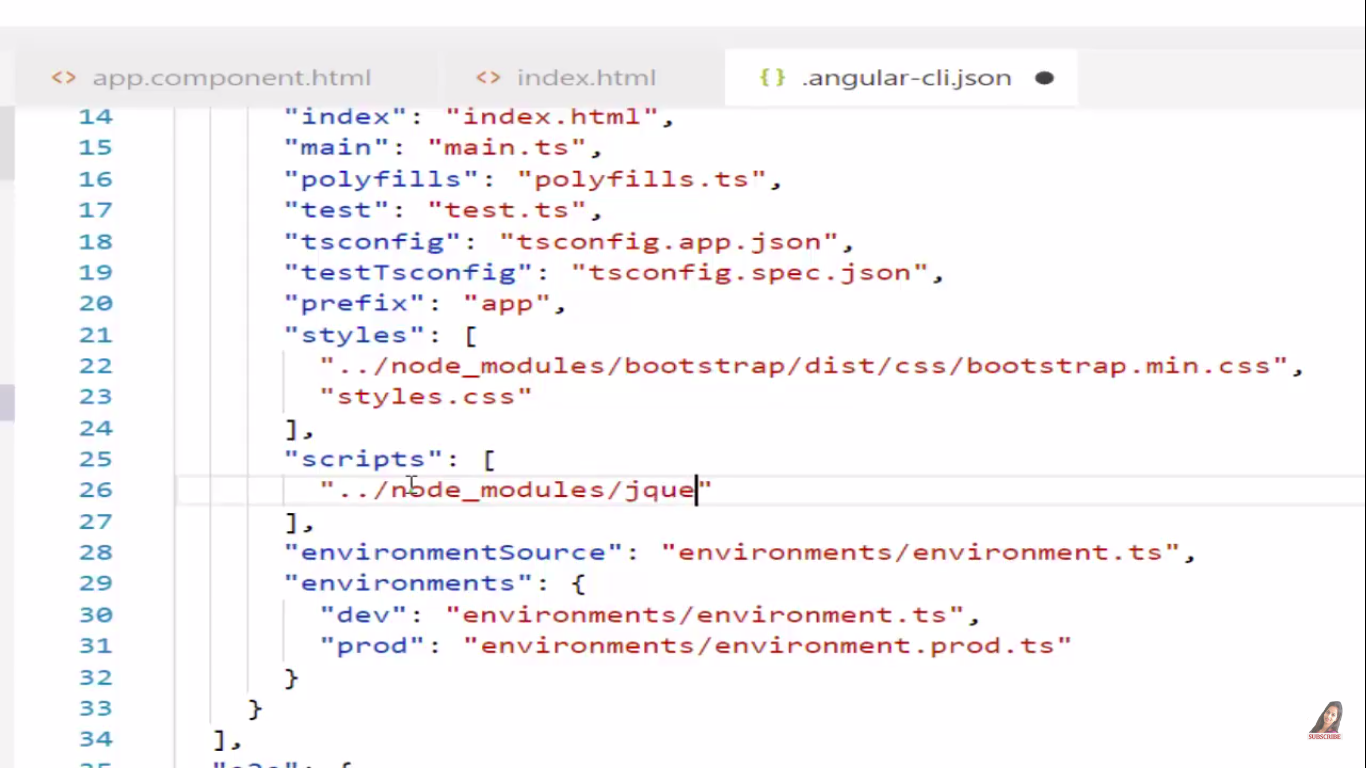 app.component.html
index.html
.angular-cli.json
14 "index": "index.html",
15 "main": "main.ts",
16 "polyfills": "polyfills.ts",
17 "test": "test.ts",
18 "tsconfig": "tsconfig.app.json",
19 "testTsconfig": "tsconfig.spec.json",
20 "prefix": "app",
21 "styles": [
22 "../node_modules/bootstrap/dist/css/bootstrap.min.css",
23 "styles.css"
24 ],
25 "scripts": [
26 "../node_modules/jque"
27 ],
28 "environmentSource": "environments/environment.ts",
29 "environments": {
30 "dev": "environments/environment.ts",
31 "prod": "environments/environment.prod.ts"
32 }
33 }
34 ],
SUBSCRIBE